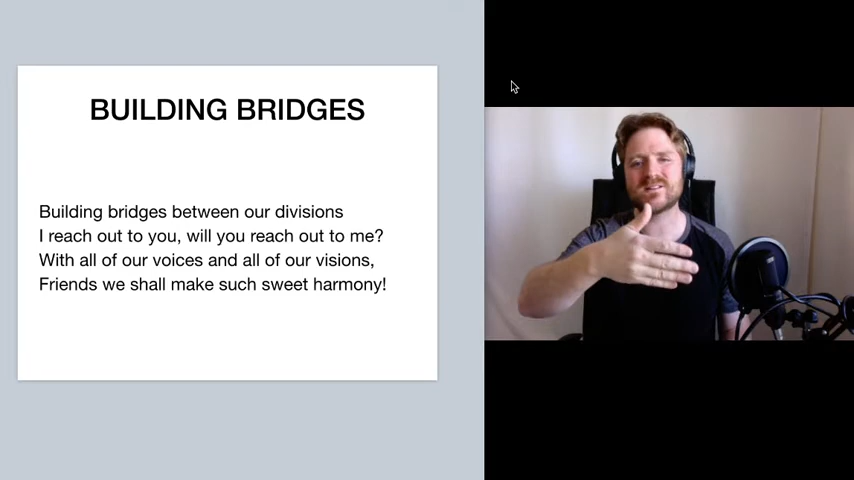 BUILDING BRIDGES
Building bridges between our divisions
I reach out to you, will you reach out to me?
With all of our voices and all of our visions,
Friends we shall make such sweet harmony!